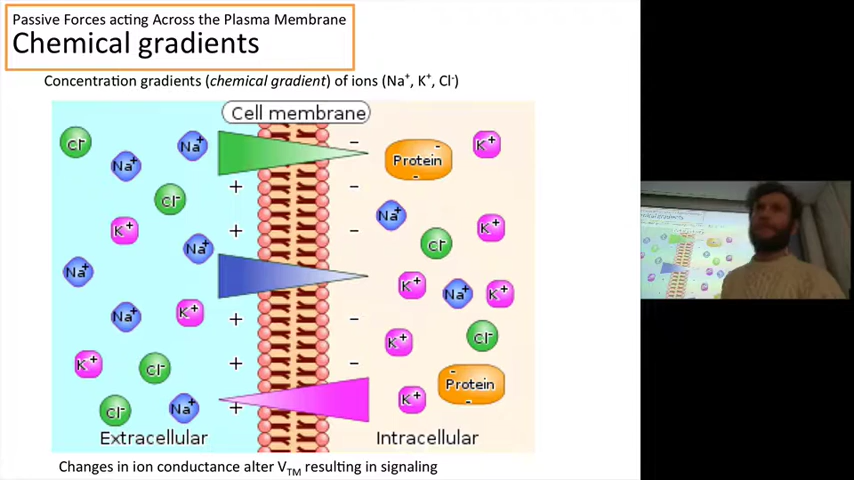 Passive Forces acting Across the Plasma Membrane
Chemical gradients
Concentration gradients (chemical gradient) of ions (Na⁺, K⁺, Cl⁻)
Cell membrane
Cl⁻
Na⁺
Na⁺
Protein
K⁺
Cl⁻
Na⁺
K⁺
Na⁺
K⁺
Cl⁻
Na⁺
K⁺
Na⁺
K⁺
Na⁺
K⁺
K⁺
Cl⁻
K⁺
Cl⁻
Protein
Cl⁻
Na⁺
K⁺
Extracellular
Intracellular
Changes in ion conductance alter V_TM resulting in signaling